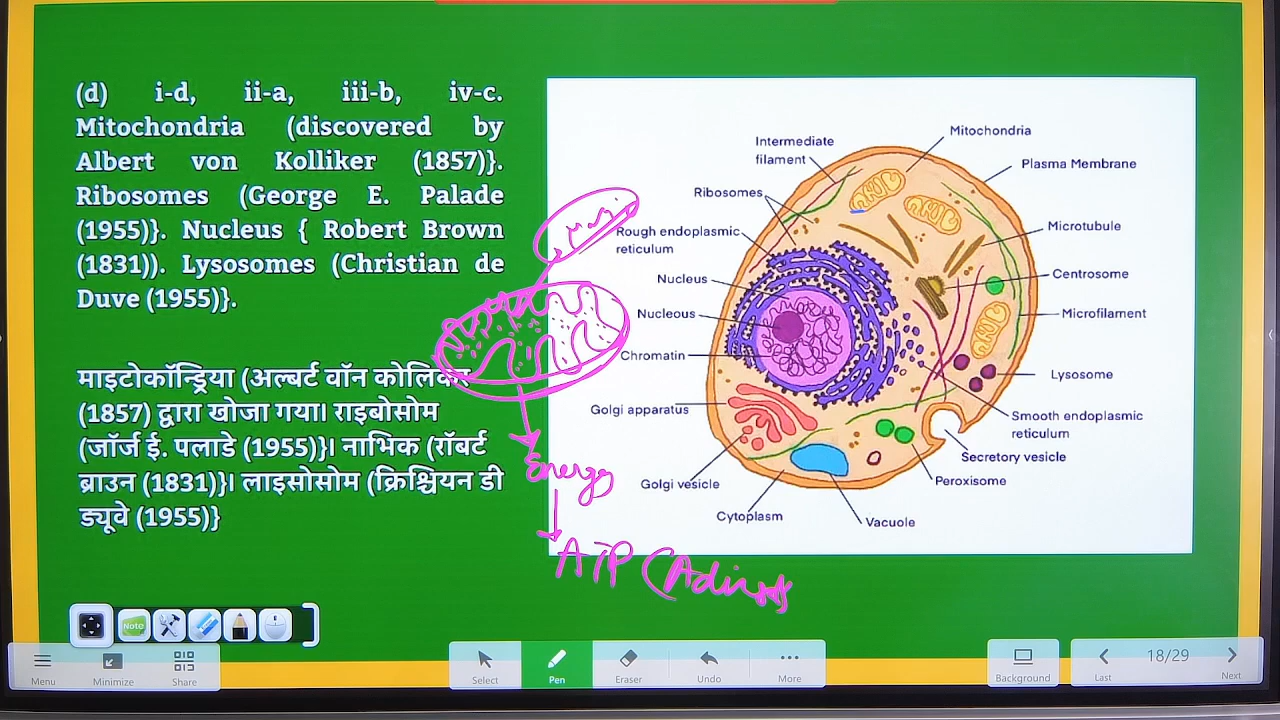 (d) i-d, ii-a, iii-b, iv-c.
Mitochondria (discovered by
Albert von Kolliker (1857)}.
Ribosomes (George E. Palade
(1955)}. Nucleus { Robert Brown
(1831)). Lysosomes (Christian de
Duve (1955)}.
माइटोकॉन्ड्रिया (अल्बर्ट वॉन कोलिकर
(1857) द्वारा खोजा गया। राइबोसोम
(जॉर्ज ई. पलाडे (1955)}। नाभिक (रॉबर्ट
ब्राउन (1831)}। लाइसोसोम (क्रिश्चियन डी
ड्यूवे (1955)}
Mitochondria
Intermediate
filament
Plasma Membrane
Ribosomes
Microtubule
Rough endoplasmic
reticulum
Centrosome
Nucleus
Microfilament
Nucleous
Chromatin
Lysosome
Golgi apparatus
Smooth endoplasmic
reticulum
Secretory vesicle
Golgi vesicle
Peroxisome
Cytoplasm
Vacuole
Energy
ATP (
Note
Menu
Minimize
Share
Select
Pen
Eraser
Undo
More
Background
18/29
Last
Next